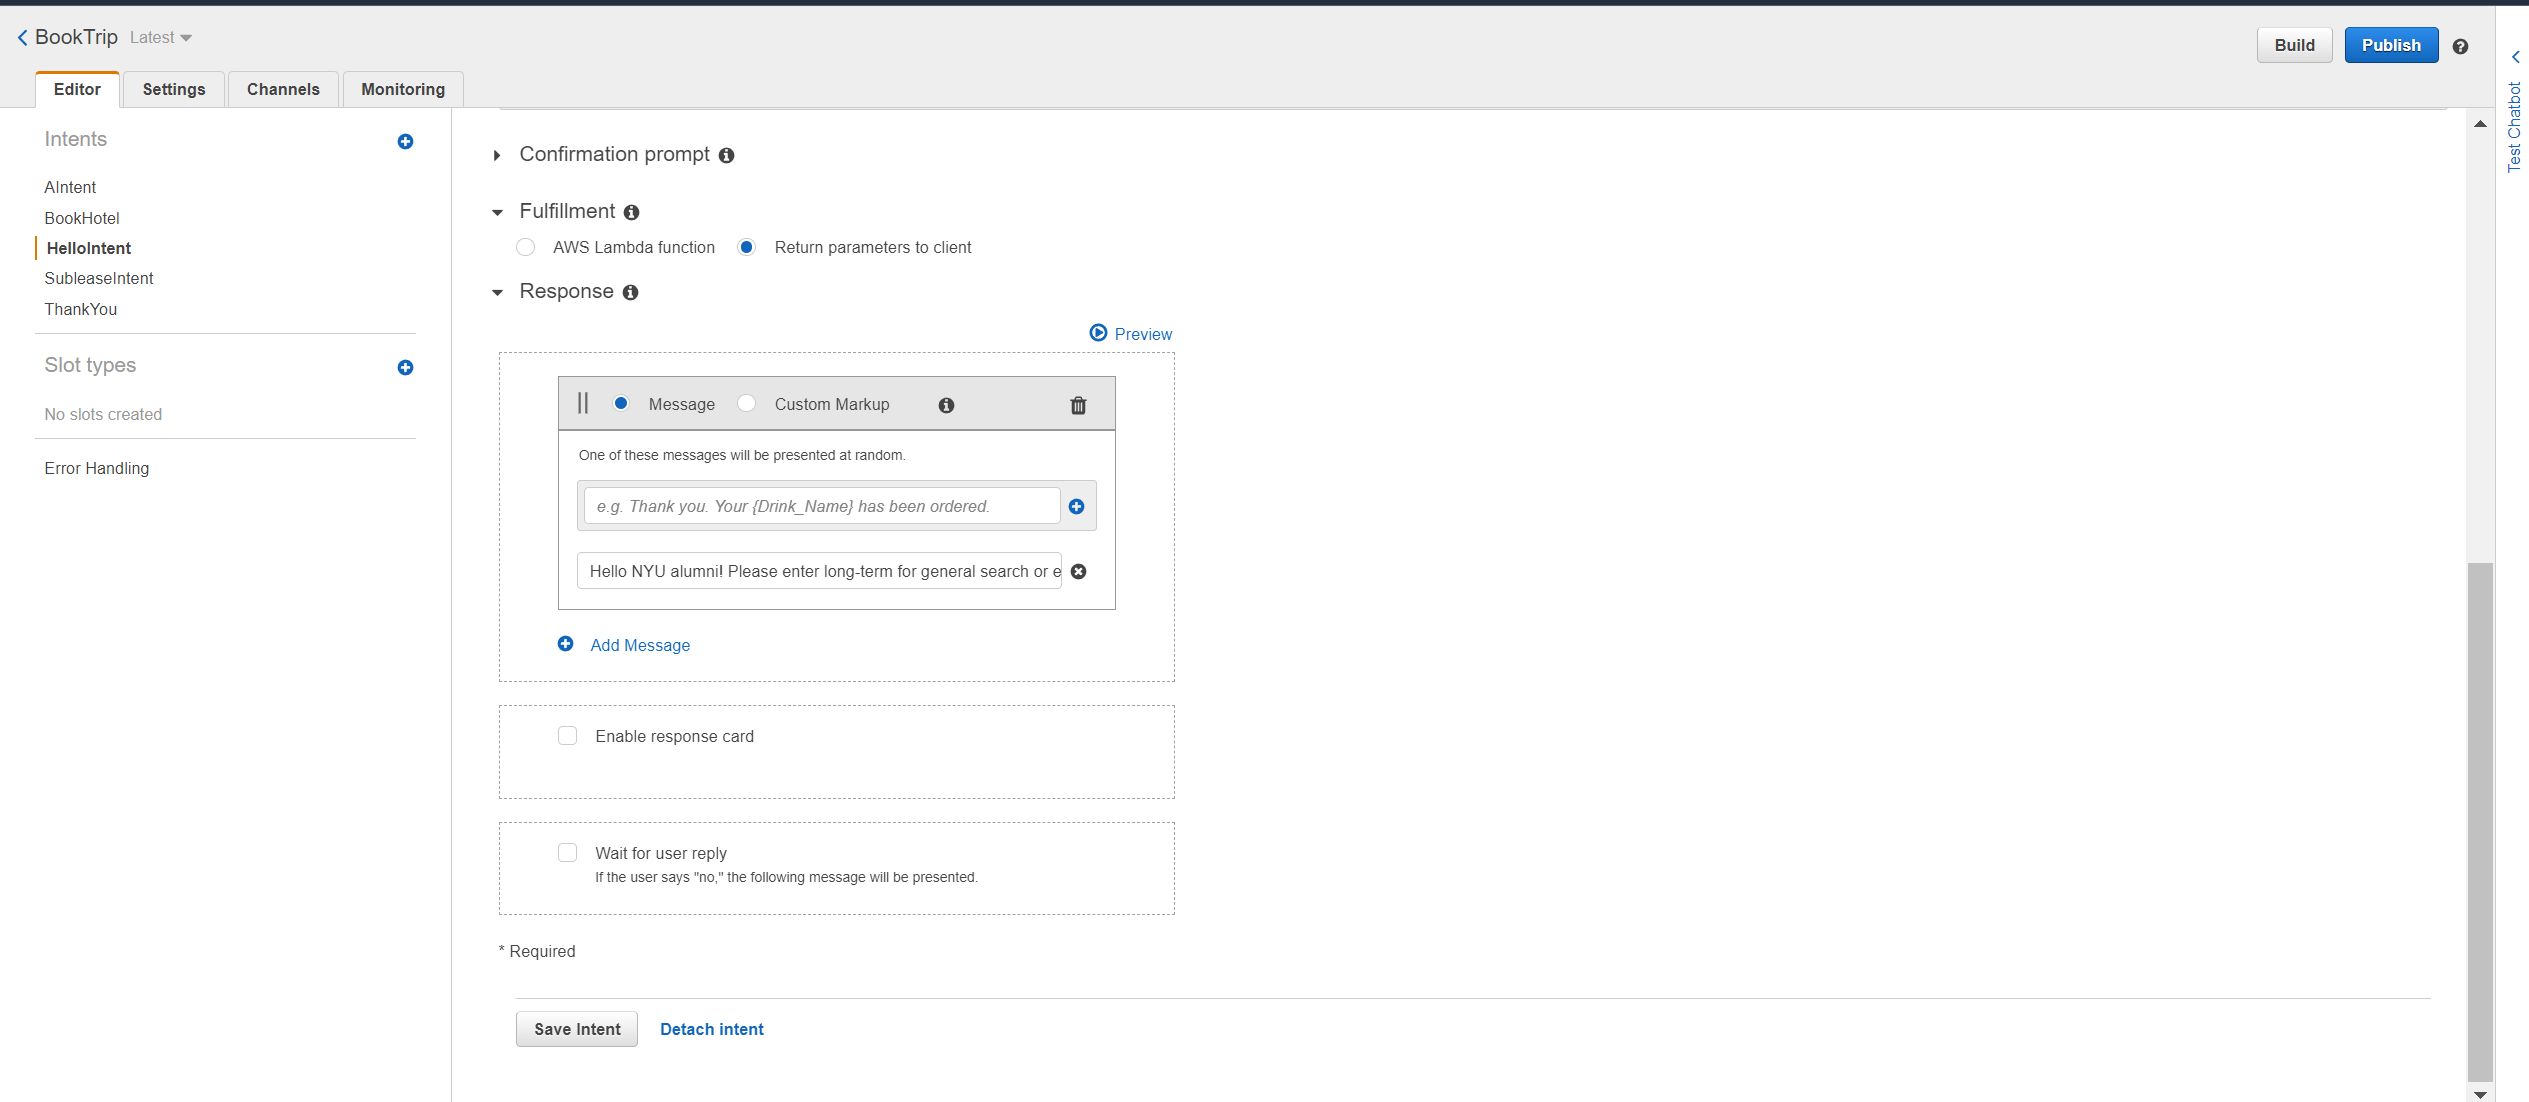 BookTrip Latest
Build
Publish
Editor
Settings
Channels
Monitoring
Test Chatbot
Intents
AIntent
BookHotel
HelloIntent
SubleaseIntent
ThankYou
Slot types
No slots created
Error Handling
Confirmation prompt
Fulfillment
AWS Lambda function
Return parameters to client
Response
Preview
Message
Custom Markup
One of these messages will be presented at random.
e.g. Thank you. Your {Drink_Name} has been ordered.
Hello NYU alumni! Please enter long-term for general search or e
Add Message
Enable response card
Wait for user reply
If the user says "no," the following message will be presented.
* Required
Save Intent
Detach intent